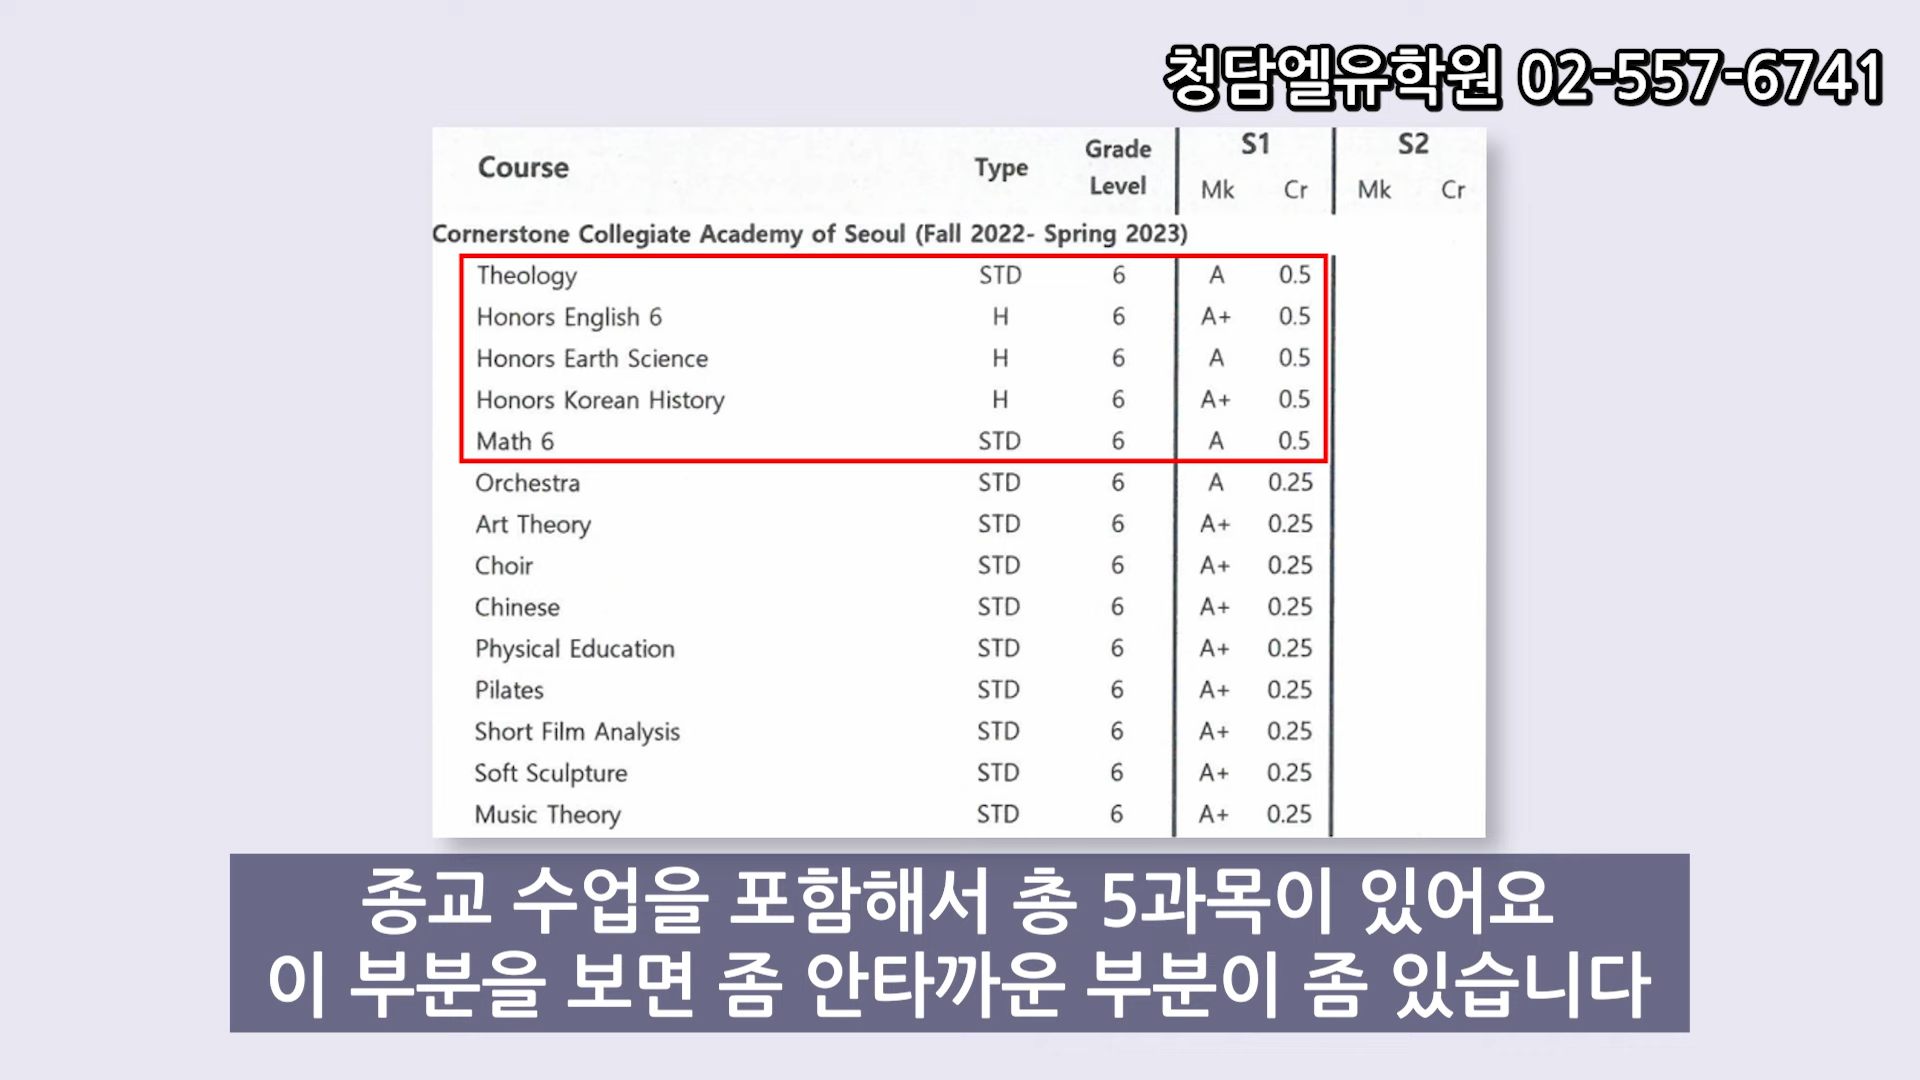 청담엘유학원 02-557-6741
Course Type Grade Level S1 Mk Cr S2 Mk Cr
Cornerstone Collegiate Academy of Seoul (Fall 2022- Spring 2023)
Theology STD 6 A 0.5
Honors English 6 H 6 A+ 0.5
Honors Earth Science H 6 A 0.5
Honors Korean History H 6 A+ 0.5
Math 6 STD 6 A 0.5
Orchestra STD 6 A 0.25
Art Theory STD 6 A+ 0.25
Choir STD 6 A+ 0.25
Chinese STD 6 A+ 0.25
Physical Education STD 6 A+ 0.25
Pilates STD 6 A+ 0.25
Short Film Analysis STD 6 A+ 0.25
Soft Sculpture STD 6 A+ 0.25
Music Theory STD 6 A+ 0.25
종교 수업을 포함해서 총 5과목이 있어요
이 부분을 보면 좀 안타까운 부분이 좀 있습니다